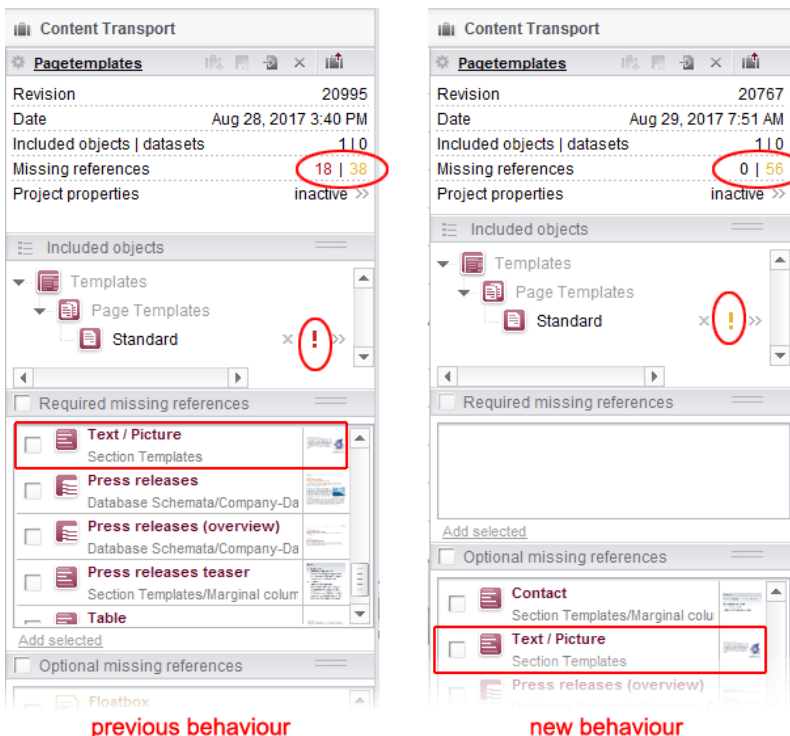 Content Transport
Pagetemplates
Revision 20995
Date Aug 28, 2017 3:40 PM
Included objects | datasets 1 | 0
Missing references 18 | 38
Project properties inactive >>
Included objects
Templates
Page Templates
Standard × ! >>
Required missing references
Text / Picture
Section Templates
Press releases
Database Schemata/Company-Da
Press releases (overview)
Database Schemata/Company-Da
Press releases teaser
Section Templates/Marginal colum
Table
Add selected
Optional missing references
Floatbox
previous behaviour
Content Transport
Pagetemplates
Revision 20767
Date Aug 29, 2017 7:51 AM
Included objects | datasets 1 | 0
Missing references 0 | 56
Project properties inactive >>
Included objects
Templates
Page Templates
Standard × ! >>
Required missing references
Add selected
Optional missing references
Contact
Section Templates/Marginal colu
Text / Picture
Section Templates
Press releases (overview)
new behaviour